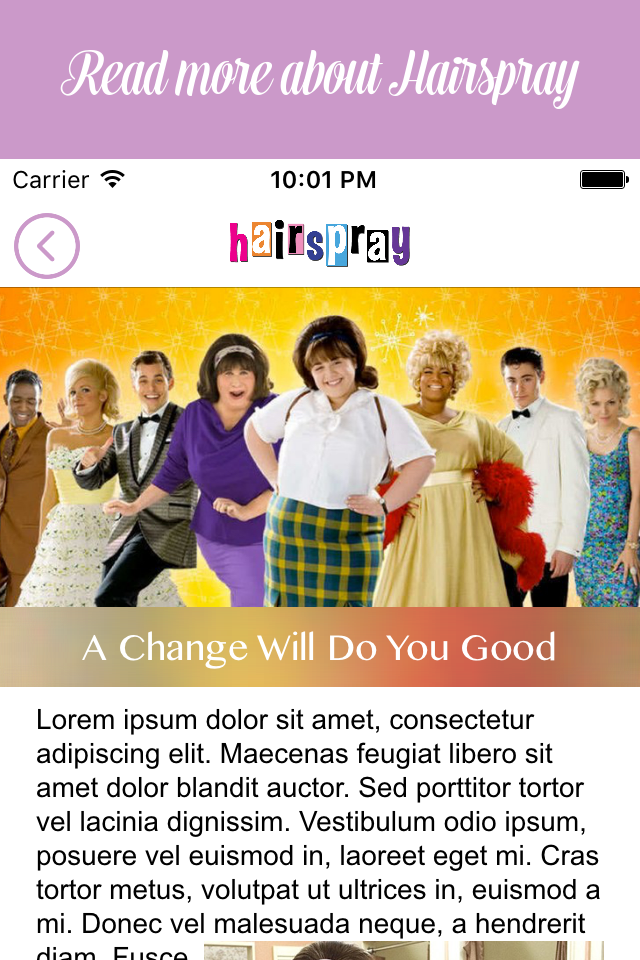 Read more about Hairspray
Carrier 10:01 PM
hairspray
A Change Will Do You Good
Lorem ipsum dolor sit amet, consectetur
adipiscing elit. Maecenas feugiat libero sit
amet dolor blandit auctor. Sed porttitor tortor
vel lacinia dignissim. Vestibulum odio ipsum,
posuere vel euismod in, laoreet eget mi. Cras
tortor metus, volutpat ut ultrices in, euismod a
mi. Donec vel malesuada neque, a hendrerit
diam. Fusce